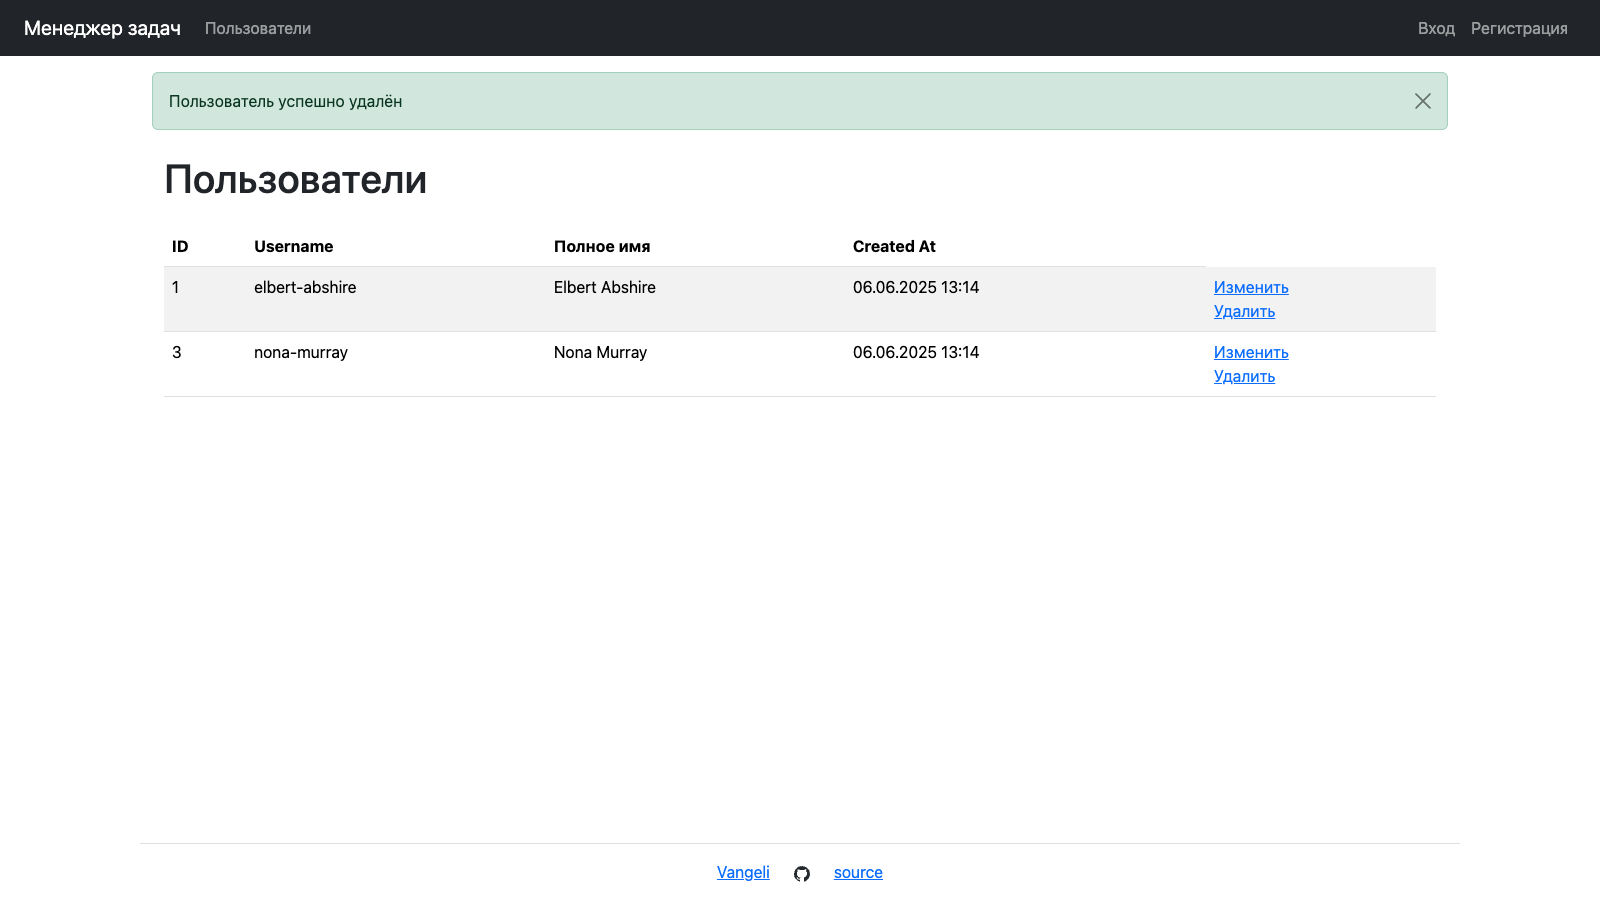 Менеджер задач Пользователи Вход Регистрация
Пользователь успешно удалён
Пользователи
ID Username Полное имя Created At
1 elbert-abshire Elbert Abshire 06.06.2025 13:14 Изменить
Удалить
3 nona-murray Nona Murray 06.06.2025 13:14 Изменить
Удалить
Vangeli source